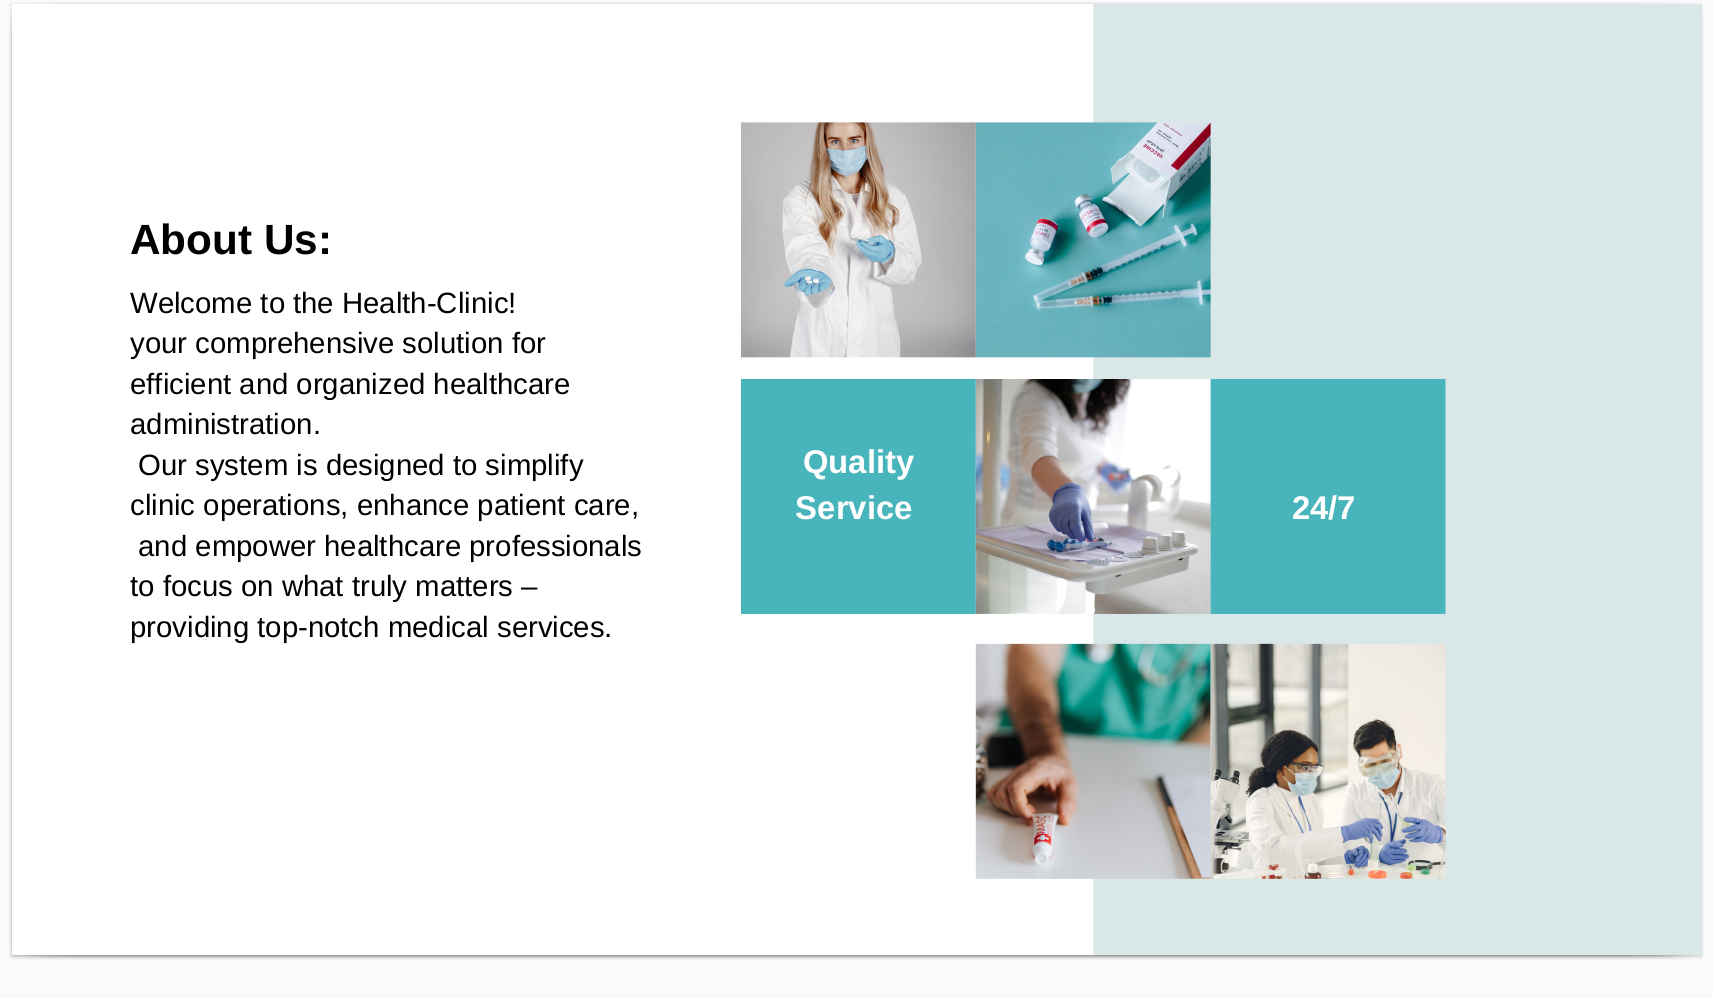 About Us:
Welcome to the Health-Clinic!
your comprehensive solution for
efficient and organized healthcare
administration.
Our system is designed to simplify
clinic operations, enhance patient care,
and empower healthcare professionals
to focus on what truly matters –
providing top-notch medical services.
VACCINE
Quality
Service
24/7